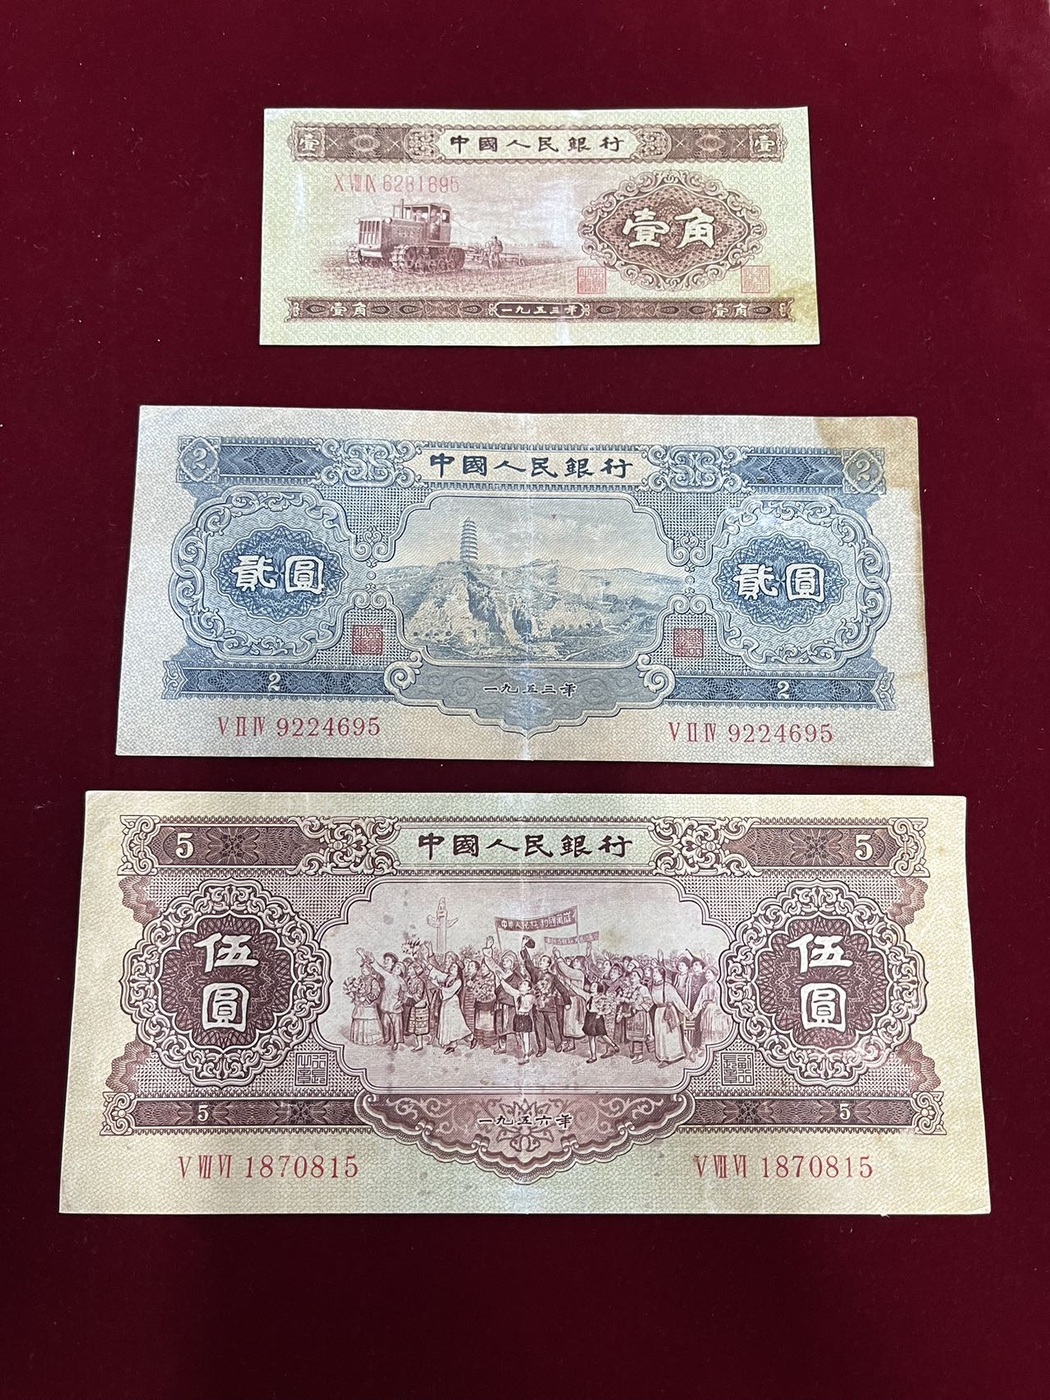 壹 中國人民銀行 壹
X VIII IX 6281695
壹角
壹角 一九五三年 壹角
2 中國人民銀行 2
貳圓 貳圓
2 一九五三年 2
V II IV 9224695 V II IV 9224695
5 中國人民銀行 5
伍圓 伍圓
5 一九五六年 5
V VII VI 1870815 V VII VI 1870815